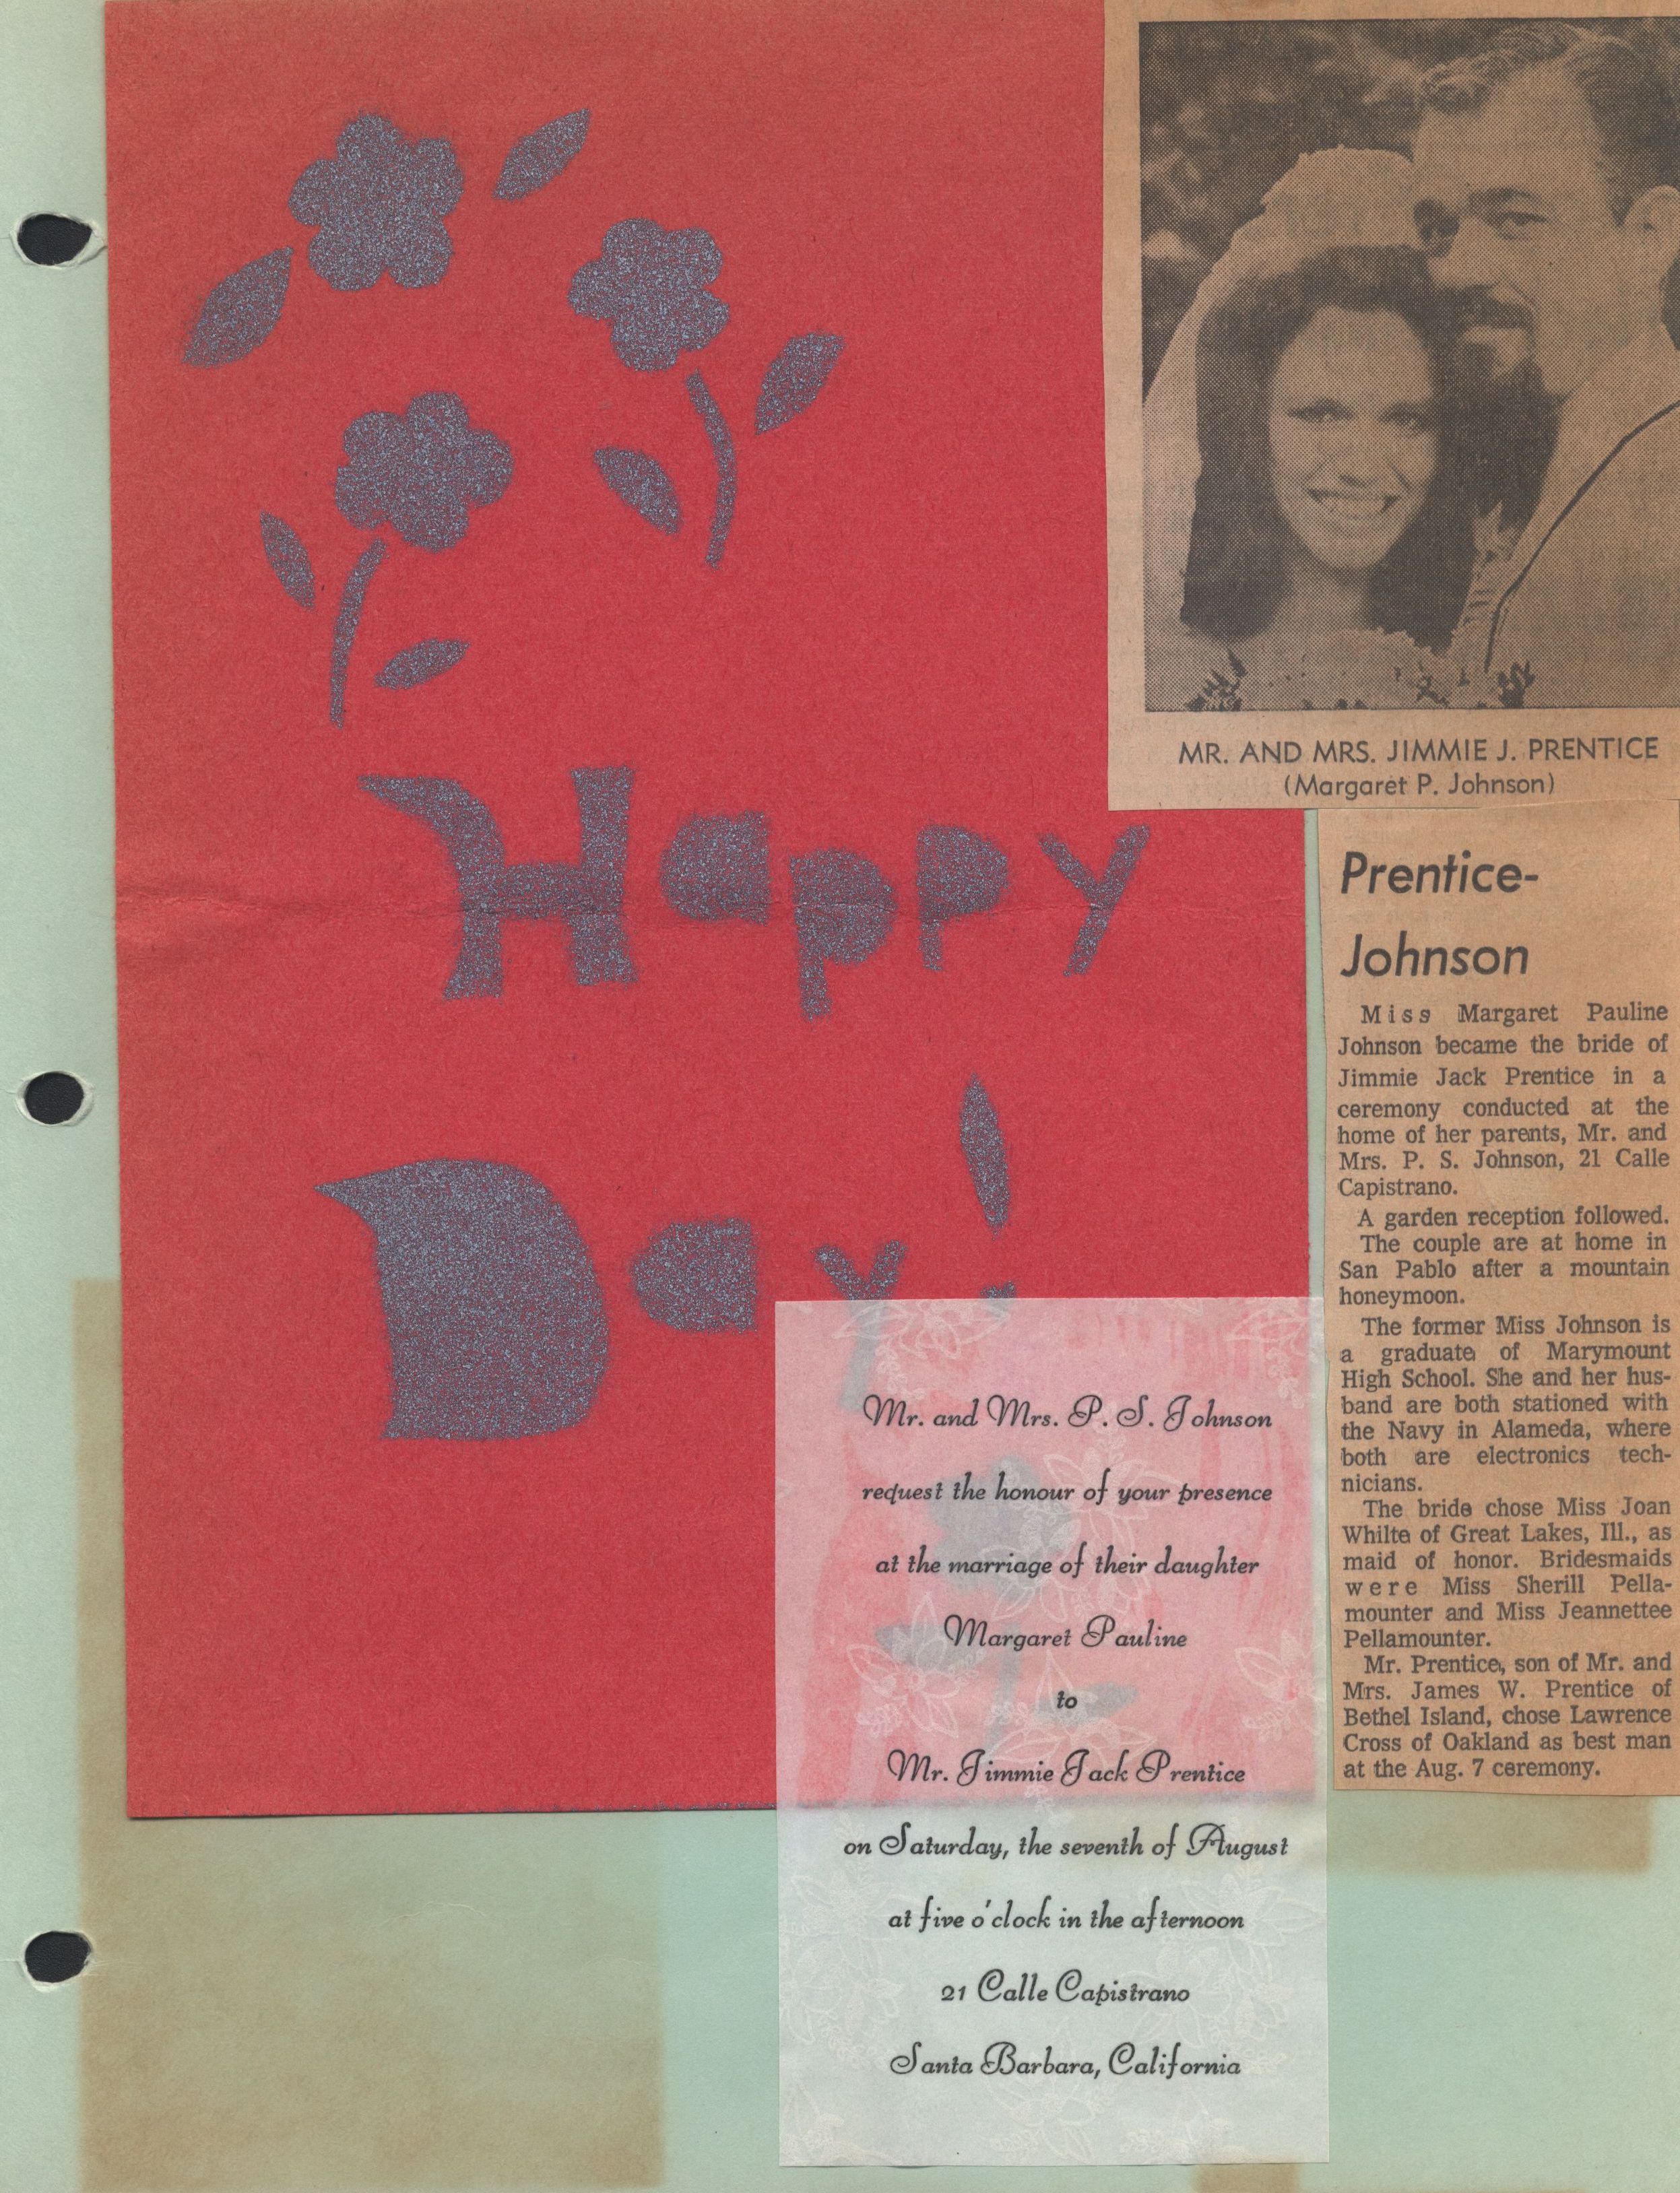 Happy
Day!
MR. AND MRS. JIMMIE J. PRENTICE
(Margaret P. Johnson)
Prentice-
Johnson
Miss Margaret Pauline
Johnson became the bride of
Jimmie Jack Prentice in a
ceremony conducted at the
home of her parents, Mr. and
Mrs. P. S. Johnson, 21 Calle
Capistrano.
A garden reception followed.
The couple are at home in
San Pablo after a mountain
honeymoon.
The former Miss Johnson is
a graduate of Marymount
High School. She and her hus-
band are both stationed with
the Navy in Alameda, where
both are electronics tech-
nicians.
The bride chose Miss Joan
Whilte of Great Lakes, Ill., as
maid of honor. Bridesmaids
were Miss Sherill Pella-
mounter and Miss Jeannettee
Pellamounter.
Mr. Prentice, son of Mr. and
Mrs. James W. Prentice of
Bethel Island, chose Lawrence
Cross of Oakland as best man
at the Aug. 7 ceremony.
Mr. and Mrs. P. S. Johnson
request the honour of your presence
at the marriage of their daughter
Margaret Pauline
to
Mr. Jimmie Jack Prentice
on Saturday, the seventh of August
at five o'clock in the afternoon
21 Calle Capistrano
Santa Barbara, California